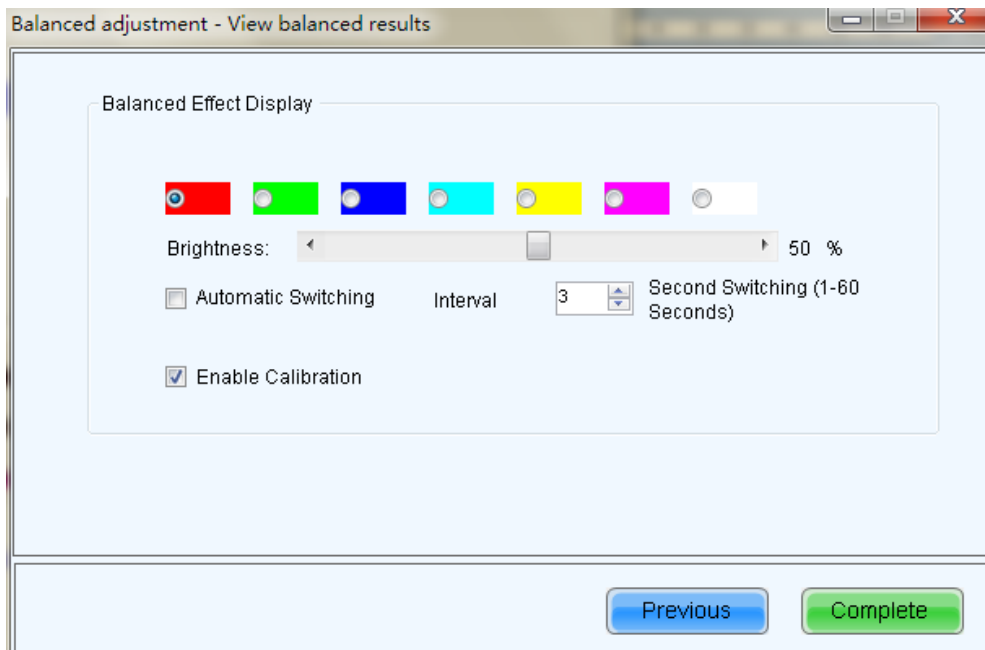 Balanced adjustment - View balanced results
Balanced Effect Display
Brightness: 50 %
Automatic Switching Interval 3 Second Switching (1-60
Seconds)
Enable Calibration
Previous Complete